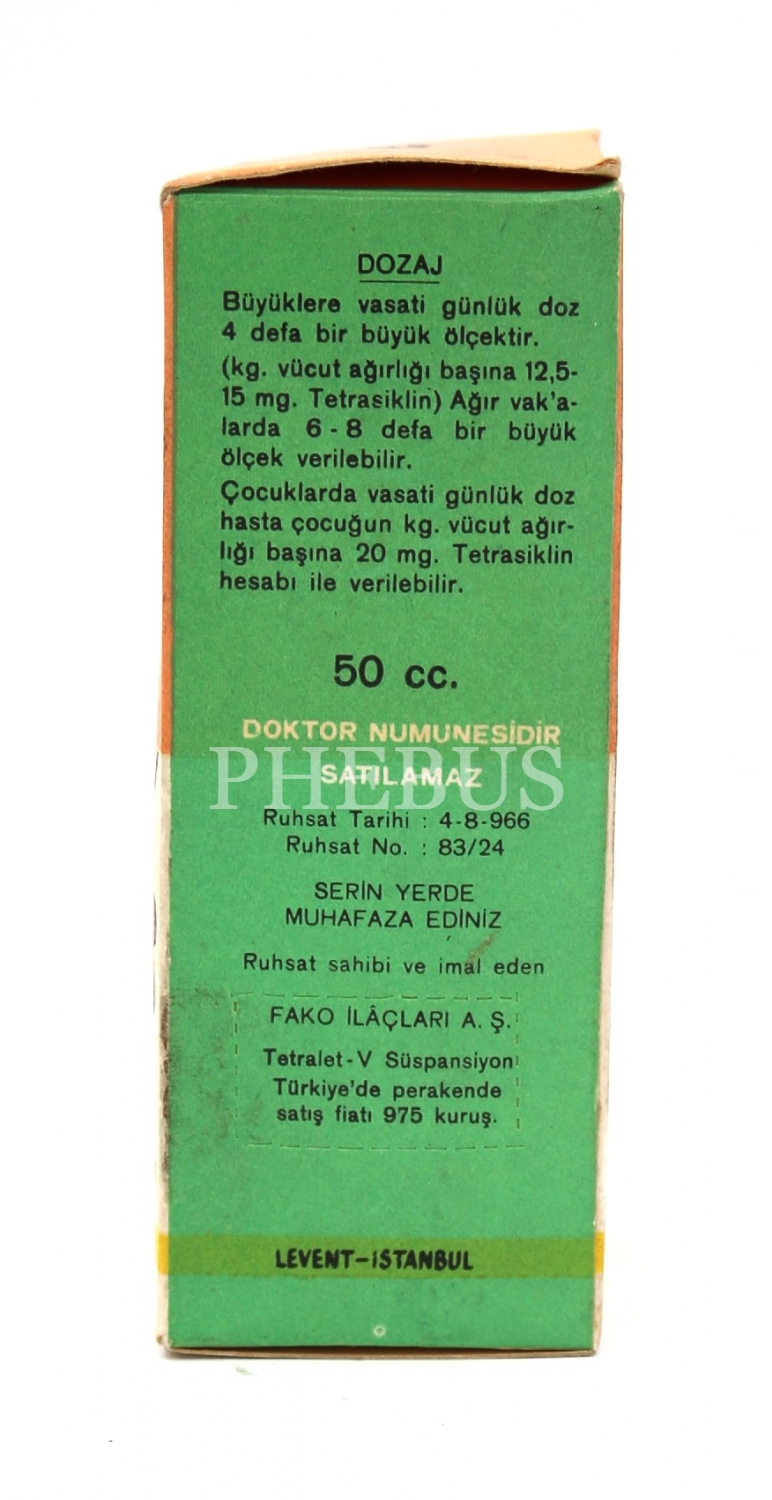 DOZAJ
Büyüklere vasati günlük doz
4 defa bir büyük ölçektir.
(kg. vücut ağırlığı başına 12,5-
15 mg. Tetrasiklin) Ağır vak'a-
larda 6 - 8 defa bir büyük
ölçek verilebilir.
Çocuklarda vasati günlük doz
hasta çocuğun kg. vücut ağır-
lığı başına 20 mg. Tetrasiklin
hesabı ile verilebilir.
50 cc.
DOKTOR NUMUNESİDİR
SATILAMAZ
PHEBUS
Ruhsat Tarihi : 4-8-966
Ruhsat No. : 83/24
SERİN YERDE
MUHAFAZA EDİNİZ
Ruhsat sahibi ve imal eden
FAKO İLÂÇLARI A. Ş.
Tetralet-V Süspansiyon
Türkiye'de perakende
satış fiatı 975 kuruş.
LEVENT-İSTANBUL